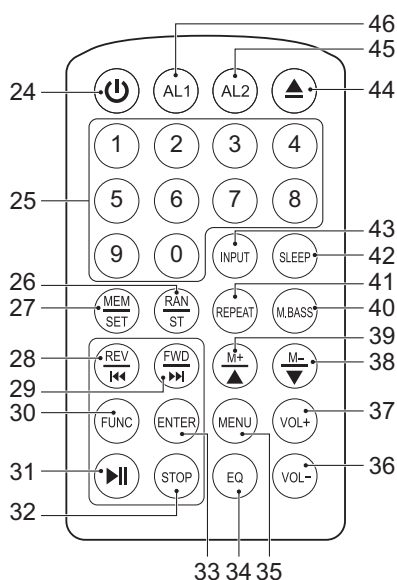 46
45
24 AL1 AL2 44
1 2 3 4
25 5 6 7 8
9 0 INPUT SLEEP 43
42
26 41
27 MEM SET RAN ST REPEAT M.BASS 40
39
28 REV FWD M+ M- 38
29
30 FUNC ENTER MENU VOL+ 37
31 STOP EQ VOL- 36
32
33 34 35